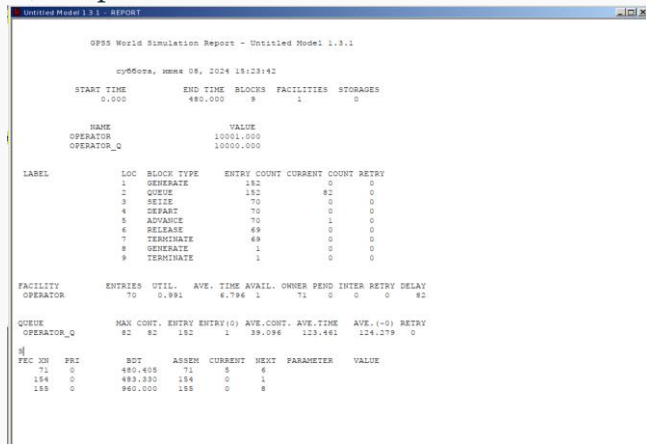 Untitled Model 1 3 1 - REPORT
GPSS World Simulation Report - Untitled Model 1.3.1
суббота, июня 08, 2024 15:23:42
START TIME END TIME BLOCKS FACILITIES STORAGES
0.000 480.000 9 1 0
NAME VALUE
OPERATOR 10001.000
OPERATOR_Q 10000.000
LABEL LOC BLOCK TYPE ENTRY COUNT CURRENT COUNT RETRY
1 GENERATE 152 0 0
2 QUEUE 152 82 0
3 SEIZE 70 0 0
4 DEPART 70 0 0
5 ADVANCE 70 1 0
6 RELEASE 69 0 0
7 TERMINATE 69 0 0
8 GENERATE 1 0 0
9 TERMINATE 1 0 0
FACILITY ENTRIES UTIL. AVE. TIME AVAIL. OWNER PEND INTER RETRY DELAY
OPERATOR 70 0.991 6.796 1 71 0 0 0 82
QUEUE MAX CONT. ENTRY ENTRY(0) AVE.CONT. AVE.TIME AVE.(-0) RETRY
OPERATOR_Q 82 82 152 1 39.096 123.461 124.279 0
FEC XN PRI BDT ASSEM CURRENT NEXT PARAMETER VALUE
71 0 480.405 71 5 6
154 0 483.330 154 0 1
155 0 960.000 155 0 8